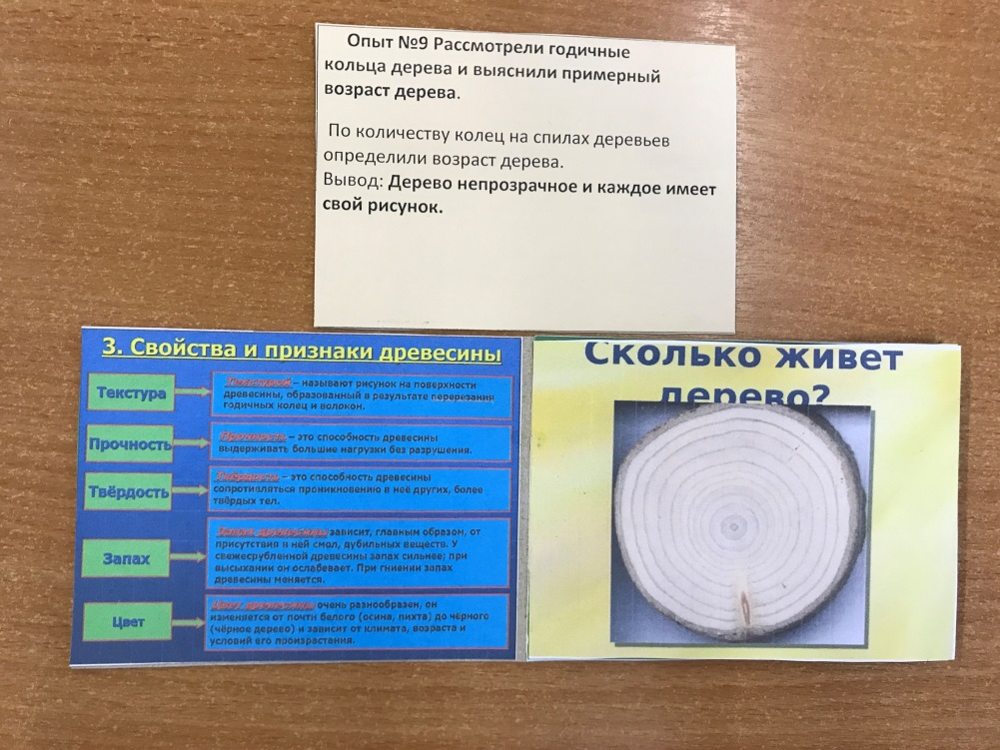 Опыт №9 Рассмотрели годичные
кольца дерева и выяснили примерный
возраст дерева.
По количеству колец на спилах деревьев
определили возраст дерева.
Вывод: Дерево непрозрачное и каждое имеет
свой рисунок.
3. Свойства и признаки древесины
Текстура
Текстурой – называют рисунок на поверхности
древесины, образованный в результате перерезания
годичных колец и волокон.
Прочность
Прочность – это способность древесины
выдерживать большие нагрузки без разрушения.
Твёрдость
Твёрдость – это способность древесины
сопротивляться проникновению в неё других, более
твёрдых тел.
Запах
Запах древесины зависит, главным образом, от
присутствия в ней смол, дубильных веществ. У
свежесрубленной древесины запах сильнее; при
высыхании он ослабевает. При гниении запах
древесины меняется.
Цвет
Цвет древесины очень разнообразен, он
изменяется от почти белого (осина, пихта) до чёрного
(чёрное дерево) и зависит от климата, возраста и
условий его произрастания.
Сколько живет
дерево?